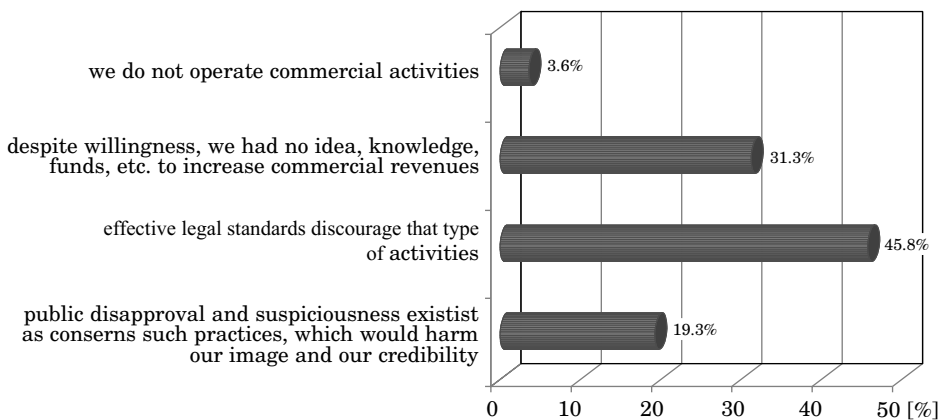 we do not operate commercial activities
3.6%
despite willingness, we had no idea, knowledge,
funds, etc. to increase commercial revenues
31.3%
effective legal standards discourage that type
of activities
45.8%
public disapproval and suspiciousness existist
as conserns such practices, which would harm
our image and our credibility
19.3%
0 10 20 30 40 50 [%]